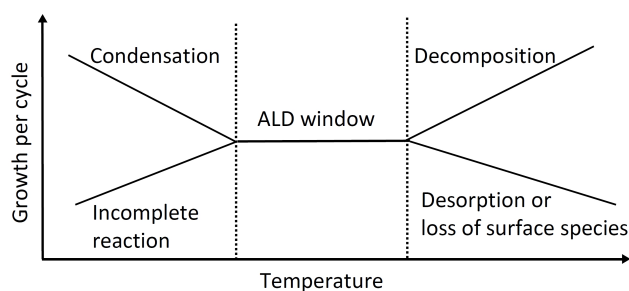 Condensation
Decomposition
ALD window
Growth per cycle
Incomplete
reaction
Desorption or
loss of surface species
Temperature